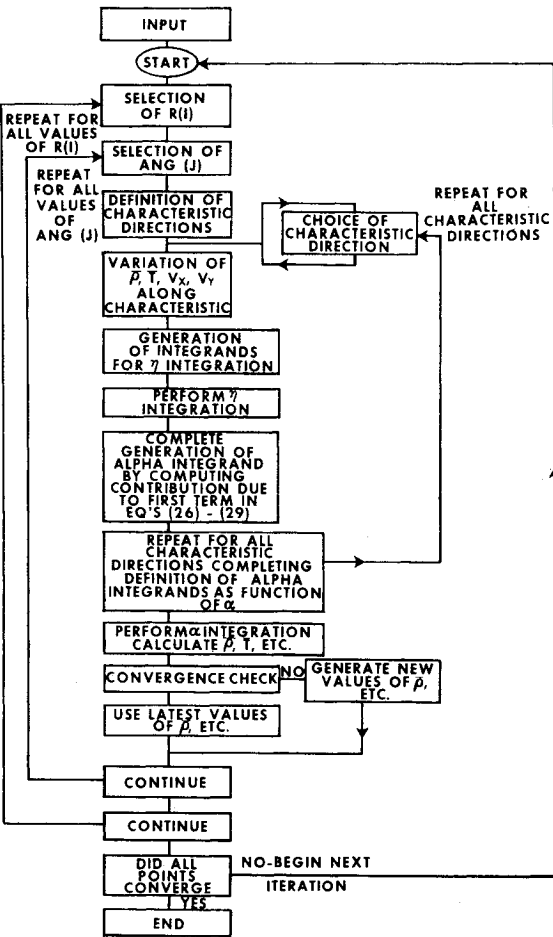 INPUT
START
SELECTION
OF R(I)
REPEAT FOR
ALL VALUES
OF R(I)
SELECTION OF
ANG (J)
REPEAT
FOR ALL
VALUES
OF
ANG (J)
DEFINITION OF
CHARACTERISTIC
DIRECTIONS
REPEAT FOR
ALL
CHARACTERISTIC
DIRECTIONS
CHOICE OF
CHARACTERISTIC
DIRECTION
VARIATION OF
ρ̄, T, Vx, Vy
ALONG
CHARACTERISTIC
GENERATION
OF INTEGRANDS
FOR η INTEGRATION
PERFORM η
INTEGRATION
COMPLETE
GENERATION OF
ALPHA INTEGRAND
BY COMPUTING
CONTRIBUTION DUE
TO FIRST TERM IN
EQ'S (26) - (29)
REPEAT FOR ALL
CHARACTERISTIC
DIRECTIONS COMPLETING
DEFINITION OF ALPHA
INTEGRANDS AS FUNCTION
OF α
PERFORM α INTEGRATION
CALCULATE ρ̄, T, ETC.
CONVERGENCE CHECK
NO
GENERATE NEW
VALUES OF ρ̄,
ETC.
USE LATEST VALUES
OF ρ̄, ETC.
CONTINUE
CONTINUE
DID ALL
POINTS
CONVERGE
NO-BEGIN NEXT
ITERATION
YES
END